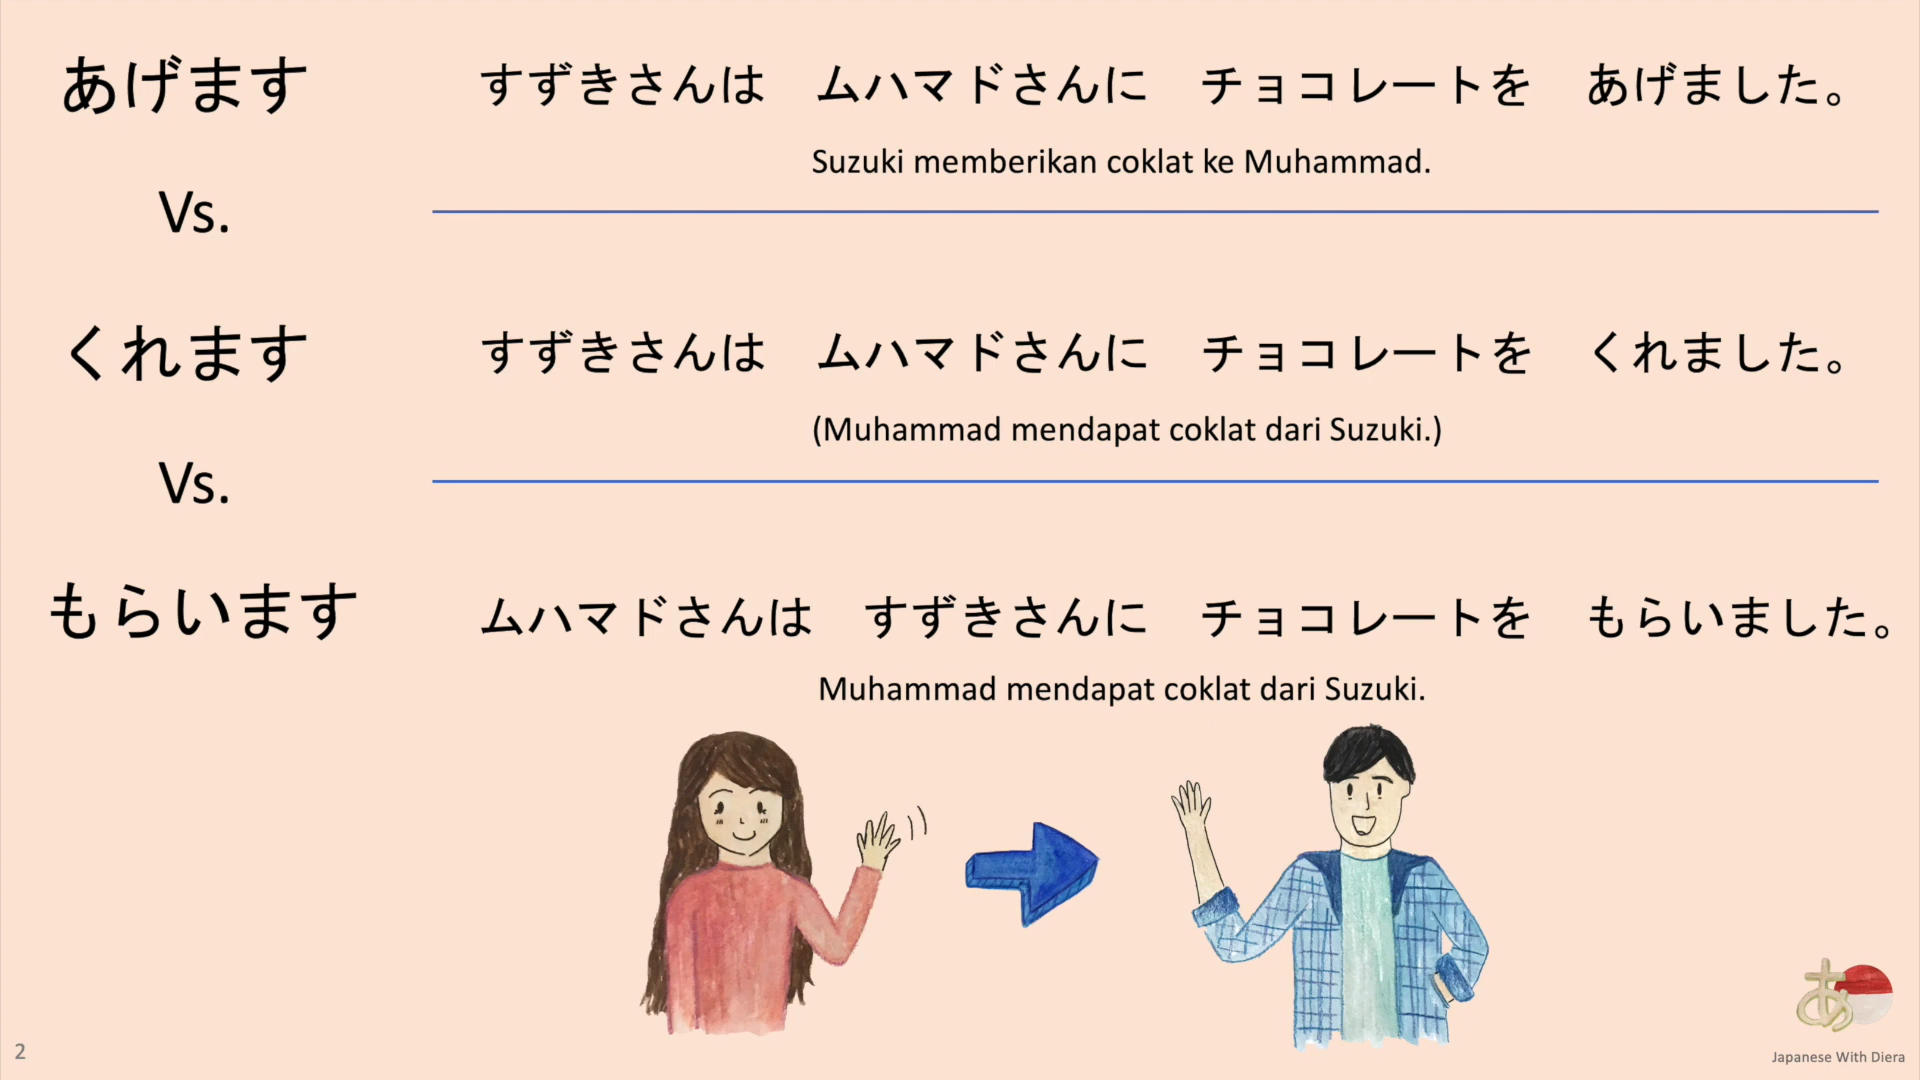 あげます
すずきさんは　ムハマドさんに　チョコレートを　あげました。
Suzuki memberikan coklat ke Muhammad.
Vs.
くれます
すずきさんは　ムハマドさんに　チョコレートを　くれました。
(Muhammad mendapat coklat dari Suzuki.)
Vs.
もらいます
ムハマドさんは　すずきさんに　チョコレートを　もらいました。
Muhammad mendapat coklat dari Suzuki.
あ
2
Japanese With Diera